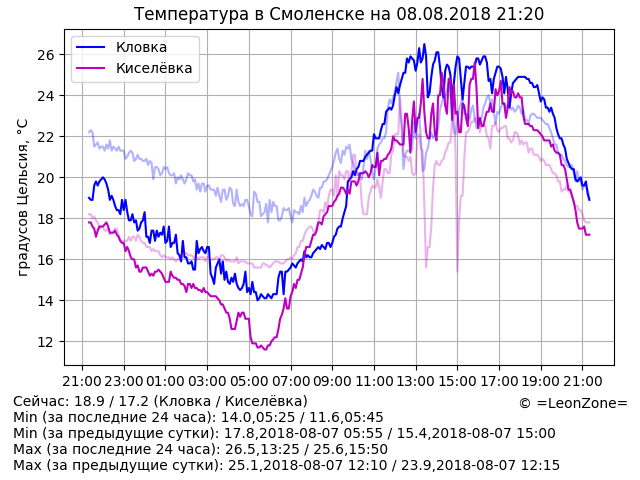 Температура в Смоленске на 08.08.2018 21:20
Кловка
Киселёвка
градусов Цельсия, °C
26
24
22
20
18
16
14
12
21:00 23:00 01:00 03:00 05:00 07:00 09:00 11:00 13:00 15:00 17:00 19:00 21:00
Сейчас: 18.9 / 17.2 (Кловка / Киселёвка)
© =LeonZone=
Min (за последние 24 часа): 14.0,05:25 / 11.6,05:45
Min (за предыдущие сутки): 17.8,2018-08-07 05:55 / 15.4,2018-08-07 15:00
Max (за последние 24 часа): 26.5,13:25 / 25.6,15:50
Max (за предыдущие сутки): 25.1,2018-08-07 12:10 / 23.9,2018-08-07 12:15